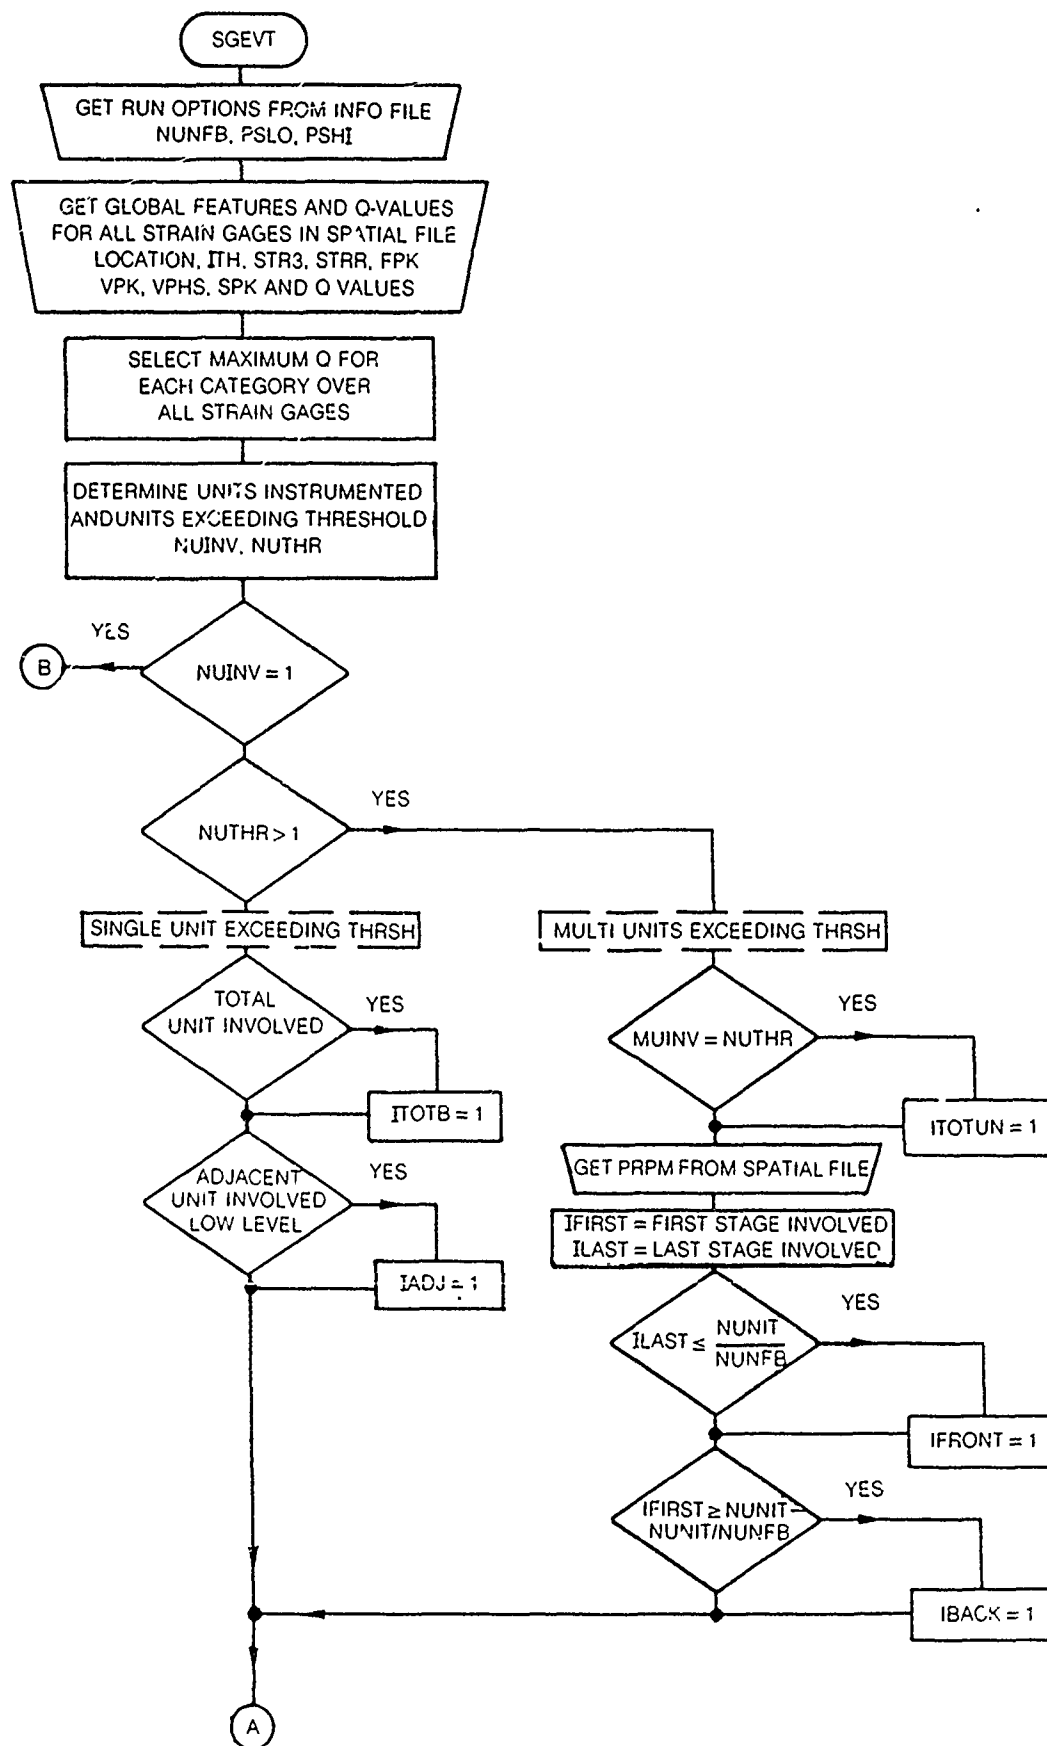 SGEVT
GET RUN OPTIONS FROM INFO FILE
NUNFB, PSLO, PSHI
GET GLOBAL FEATURES AND Q-VALUES
FOR ALL STRAIN GAGES IN SPATIAL FILE
LOCATION, ITH, STR3, STRR, FPK
VPK, VPHS, SPK AND Q VALUES
SELECT MAXIMUM Q FOR
EACH CATEGORY OVER
ALL STRAIN GAGES
DETERMINE UNITS INSTRUMENTED
ANDUNITS EXCEEDING THRESHOLD
NUINV, NUTHR
YES
B
NUINV = 1
YES
NUTHR > 1
SINGLE UNIT EXCEEDING THRSH
TOTAL
UNIT INVOLVED
YES
ITOTB = 1
ADJACENT
UNIT INVOLVED
LOW LEVEL
YES
IADJ = 1
MULTI UNITS EXCEEDING THRSH
MUINV = NUTHR
YES
ITOTUN = 1
GET PRPM FROM SPATIAL FILE
IFIRST = FIRST STAGE INVOLVED
ILAST = LAST STAGE INVOLVED
ILAST ≤ NUNIT
NUNFB
YES
IFRONT = 1
IFIRST ≥ NUNIT –
NUNIT/NUNFB
YES
IBACK = 1
A